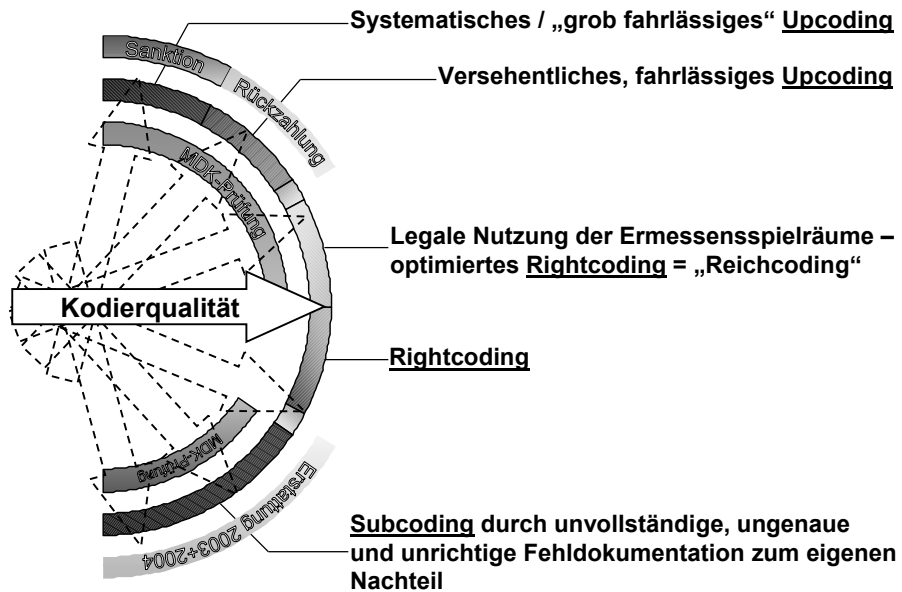 Systematisches / „grob fahrlässiges“ Upcoding
Sanktion
Versehentliches, fahrlässiges Upcoding
Rückzahlung
MDK-Prüfung
Legale Nutzung der Ermessensspielräume –
optimiertes Rightcoding = „Reichcoding“
Kodierqualität
Rightcoding
MDK-Prüfung
Erstattung 2003+2004
Subcoding durch unvollständige, ungenaue
und unrichtige Fehldokumentation zum eigenen
Nachteil